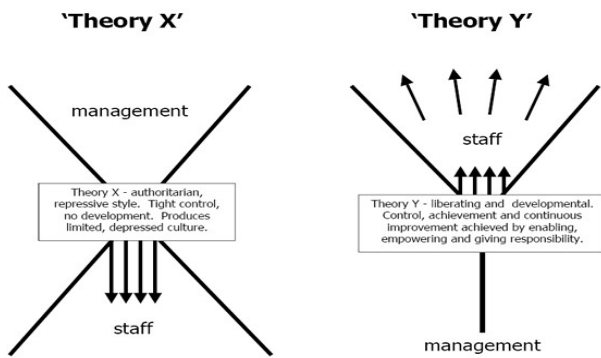 ‘Theory X’
management
Theory X - authoritarian,
repressive style. Tight control,
no development. Produces
limited, depressed culture.
staff
‘Theory Y’
staff
Theory Y - liberating and developmental.
Control, achievement and continuous
improvement achieved by enabling,
empowering and giving responsibility.
management